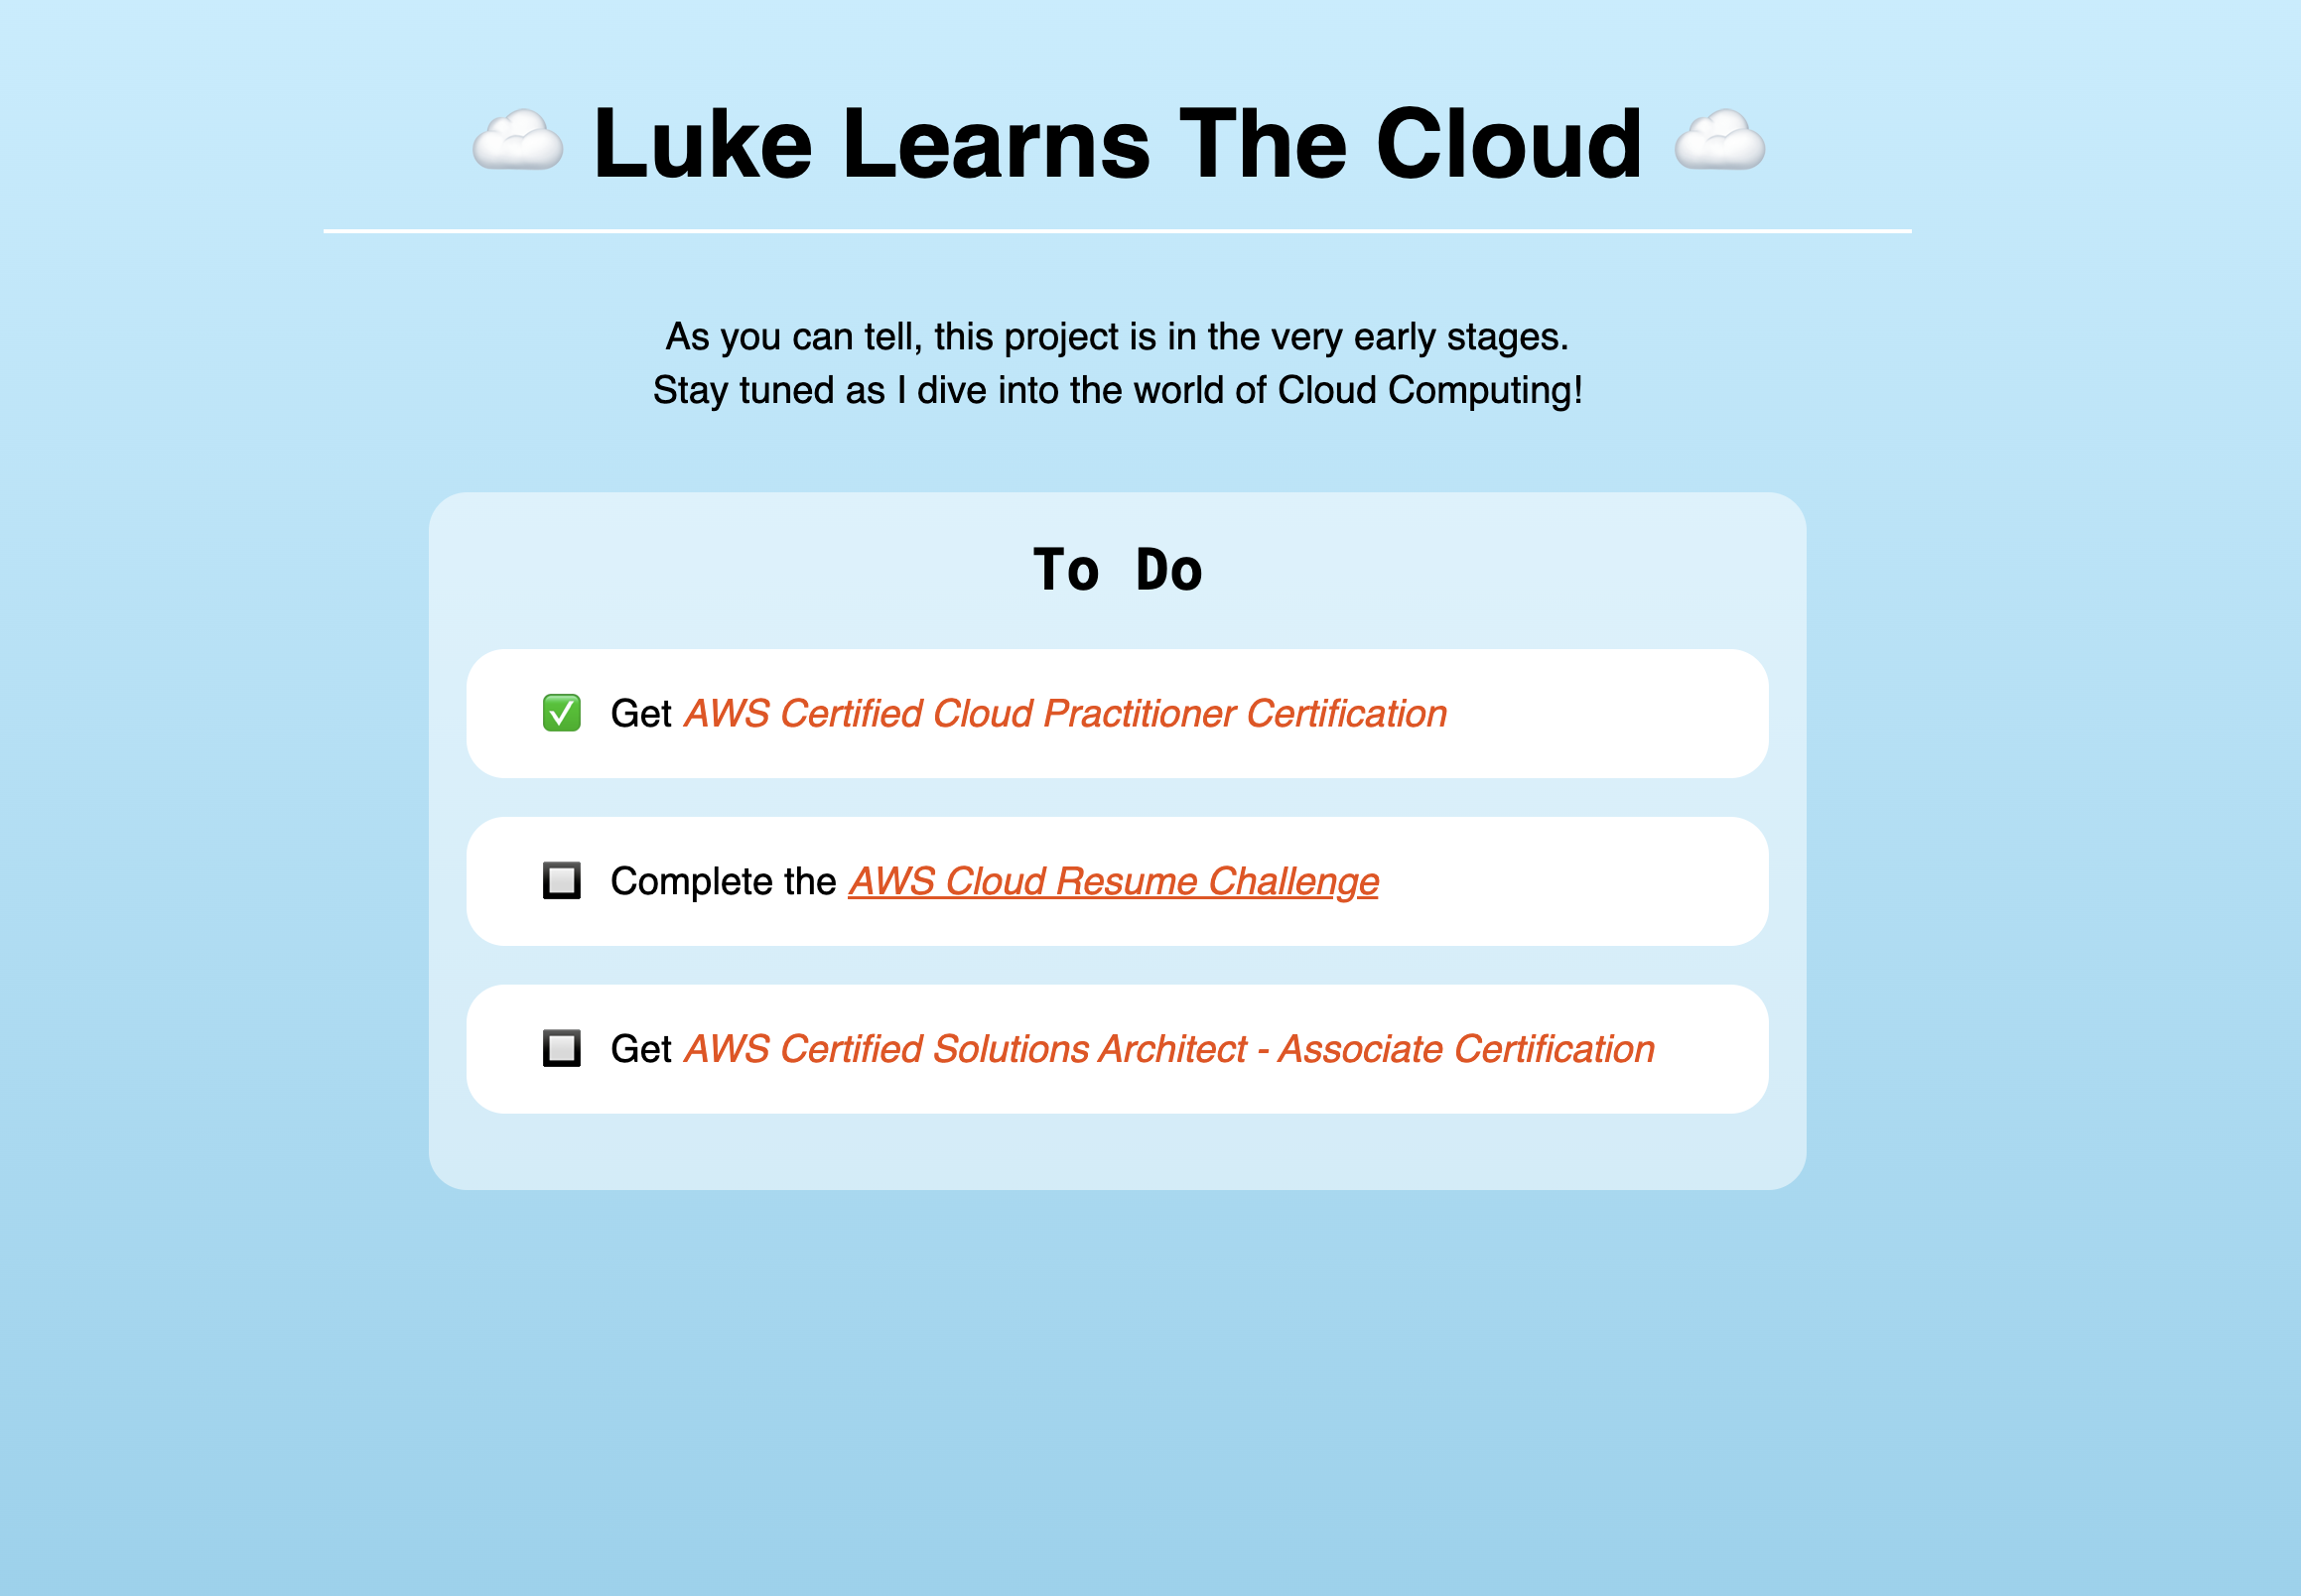 ☁️ Luke Learns The Cloud ☁️
As you can tell, this project is in the very early stages.
Stay tuned as I dive into the world of Cloud Computing!
To Do
✅ Get AWS Certified Cloud Practitioner Certification
🔲 Complete the AWS Cloud Resume Challenge
🔲 Get AWS Certified Solutions Architect - Associate Certification